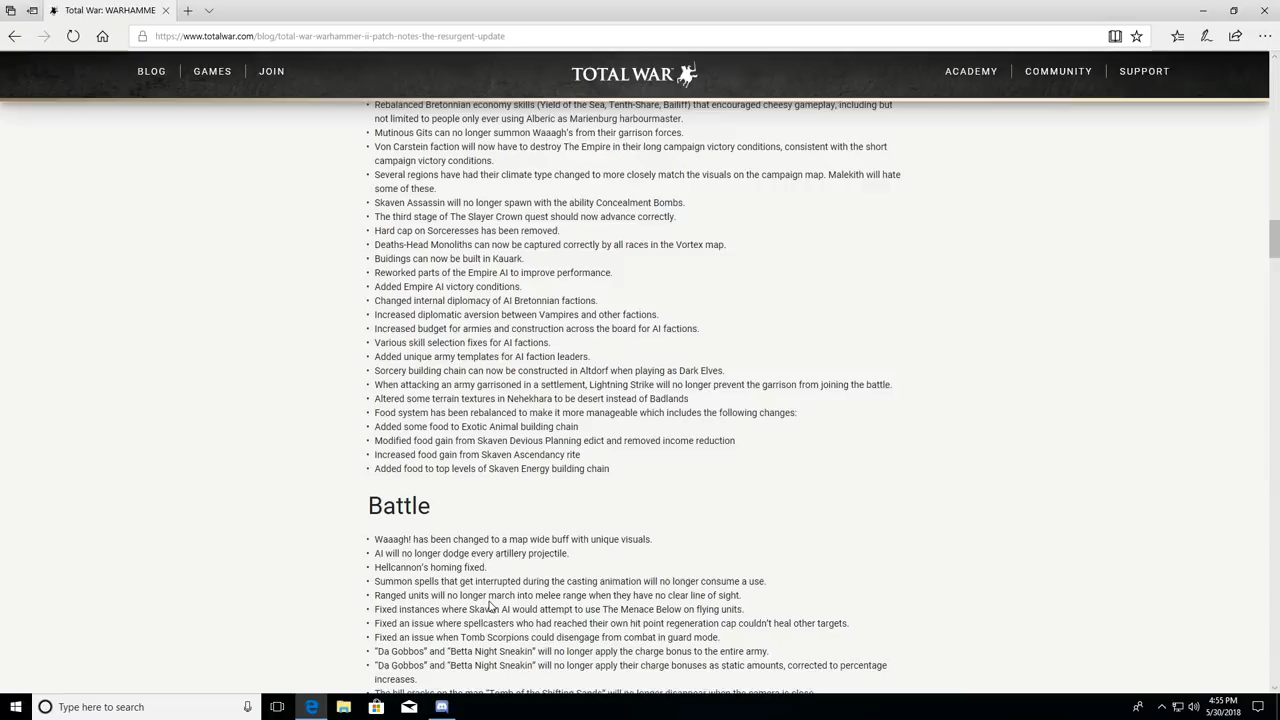 Total War: WARHAMME
https://www.totalwar.com/blog/total-war-warhammer-ii-patch-notes-the-resurgent-update
BLOG GAMES JOIN TOTAL WAR ACADEMY COMMUNITY SUPPORT
• Rebalanced Bretonnian economy skills (Yield of the Sea, Tenth-Share, Bailiff) that encouraged cheesy gameplay, including but
not limited to people only ever using Alberic as Marienburg harbourmaster.
• Mutinous Gits can no longer summon Waaagh's from their garrison forces.
• Von Carstein faction will now have to destroy The Empire in their long campaign victory conditions, consistent with the short
campaign victory conditions.
• Several regions have had their climate type changed to more closely match the visuals on the campaign map. Malekith will hate
some of these.
• Skaven Assassin will no longer spawn with the ability Concealment Bombs.
• The third stage of The Slayer Crown quest should now advance correctly.
• Hard cap on Sorceresses has been removed.
• Deaths-Head Monoliths can now be captured correctly by all races in the Vortex map.
• Buidings can now be built in Kauark.
• Reworked parts of the Empire AI to improve performance.
• Added Empire AI victory conditions.
• Changed internal diplomacy of AI Bretonnian factions.
• Increased diplomatic aversion between Vampires and other factions.
• Increased budget for armies and construction across the board for AI factions.
• Various skill selection fixes for AI factions.
• Added unique army templates for AI faction leaders.
• Sorcery building chain can now be constructed in Altdorf when playing as Dark Elves.
• When attacking an army garrisoned in a settlement, Lightning Strike will no longer prevent the garrison from joining the battle.
• Altered some terrain textures in Nehekhara to be desert instead of Badlands
• Food system has been rebalanced to make it more manageable which includes the following changes:
• Added some food to Exotic Animal building chain
• Modified food gain from Skaven Devious Planning edict and removed income reduction
• Increased food gain from Skaven Ascendancy rite
• Added food to top levels of Skaven Energy building chain
Battle
• Waaagh! has been changed to a map wide buff with unique visuals.
• AI will no longer dodge every artillery projectile.
• Hellcannon's homing fixed.
• Summon spells that get interrupted during the casting animation will no longer consume a use.
• Ranged units will no longer march into melee range when they have no clear line of sight.
• Fixed instances where Skaven AI would attempt to use The Menace Below on flying units.
• Fixed an issue where spellcasters who had reached their own hit point regeneration cap couldn't heal other targets.
• Fixed an issue when Tomb Scorpions could disengage from combat in guard mode.
• "Da Gobbos" and "Betta Night Sneakin" will no longer apply the charge bonus to the entire army.
• "Da Gobbos" and "Betta Night Sneakin" will no longer apply their charge bonuses as static amounts, corrected to percentage
increases.
• The hill cracks on the map "Tomb of the Shifting Sands" will no longer disappear when the camera is close
Type here to search
4:55 PM
5/30/2018